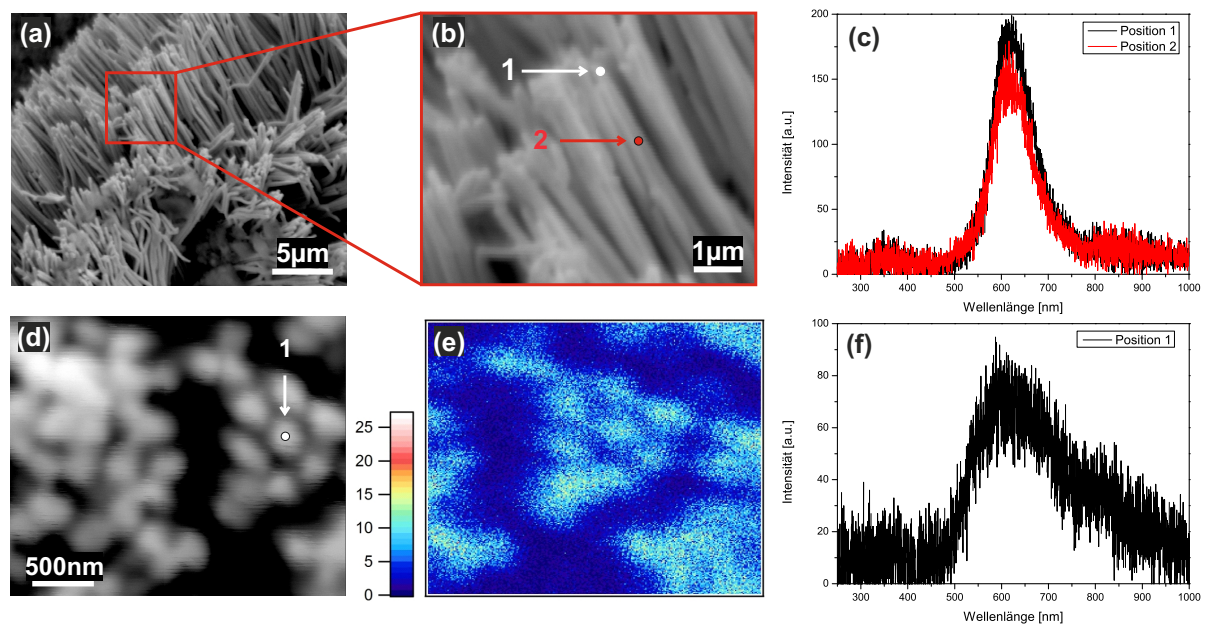 (a)
5µm
(b)
1
2
1µm
(c)
Position 1
Position 2
Intensität [a.u.]
200
150
100
50
0
300 400 500 600 700 800 900 1000
Wellenlänge [nm]
(d)
1
500nm
25
20
15
10
5
0
(e)
(f)
Position 1
Intensität [a.u.]
100
80
60
40
20
0
300 400 500 600 700 800 900 1000
Wellenlänge [nm]